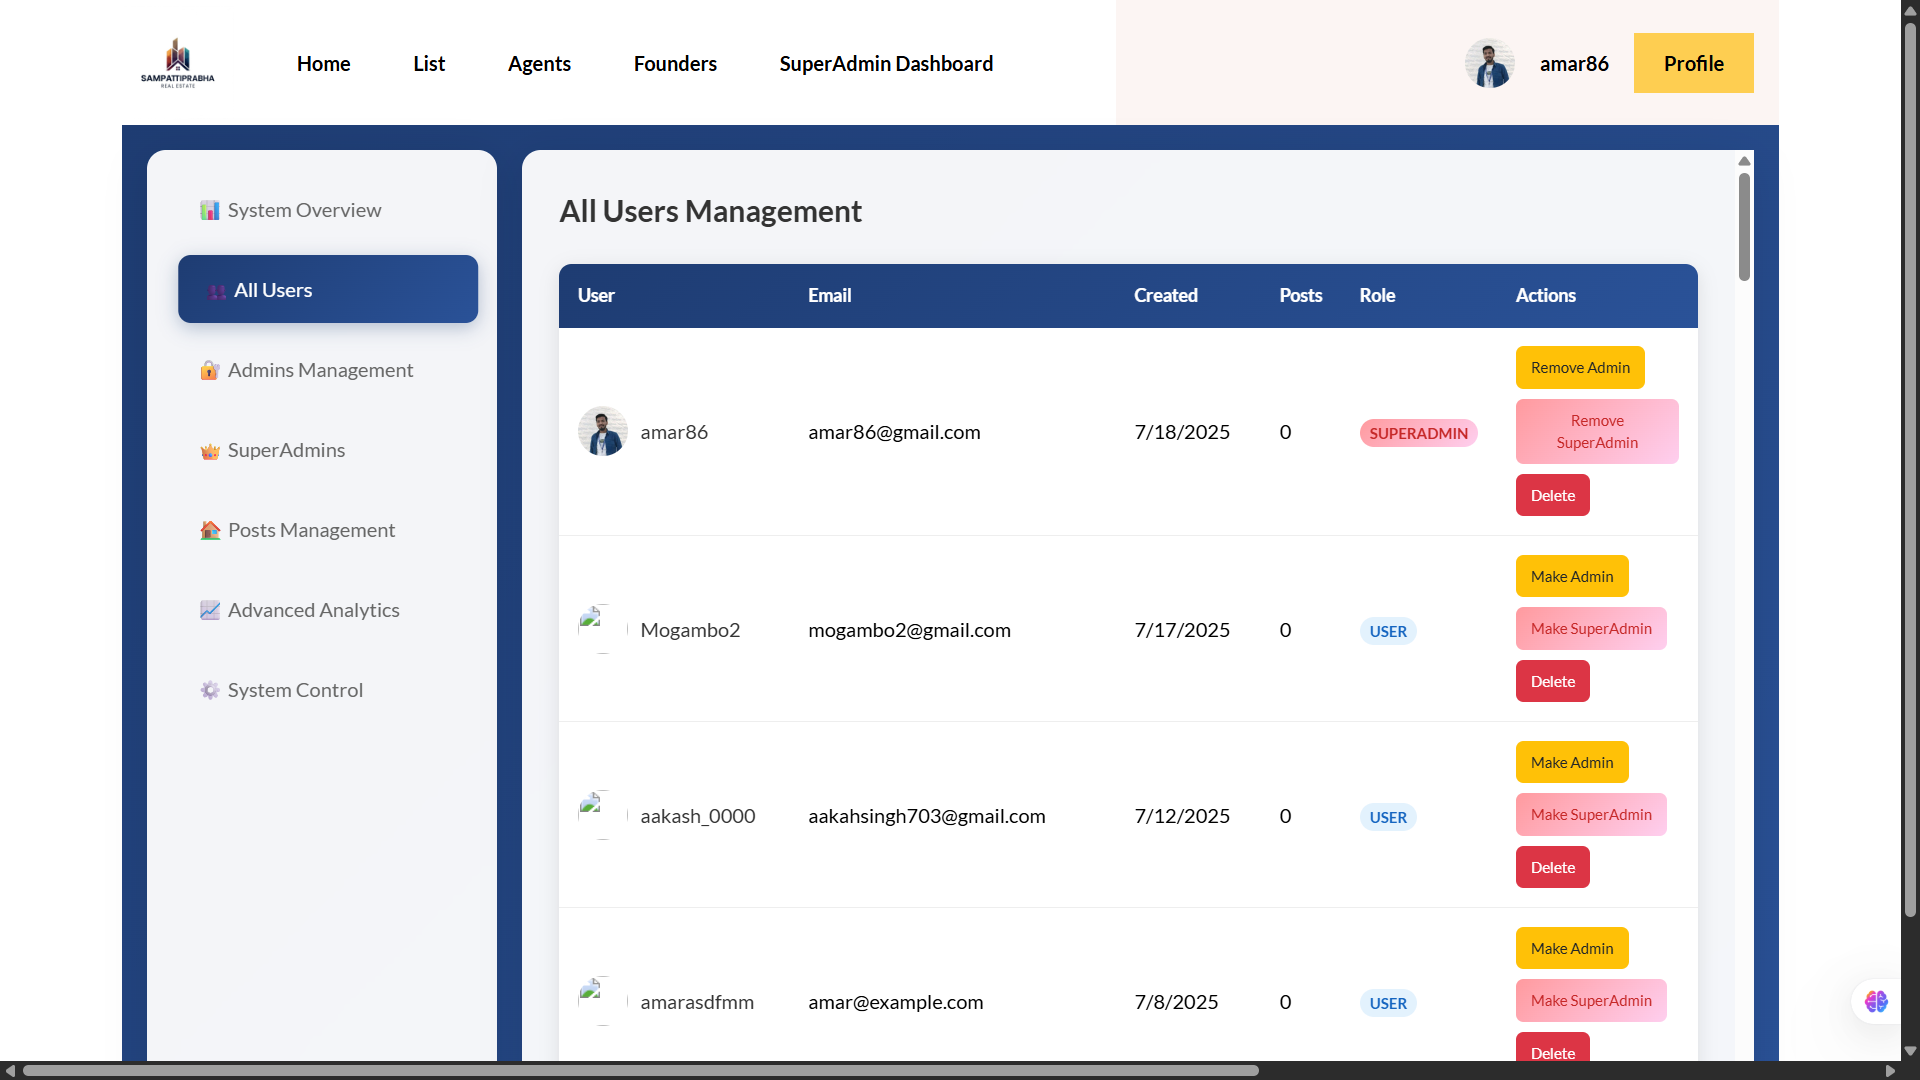 SAMPATTIPRABHA
REAL ESTATE
Home
List
Agents
Founders
SuperAdmin Dashboard
amar86
Profile
System Overview
All Users
Admins Management
SuperAdmins
Posts Management
Advanced Analytics
System Control
All Users Management
User Email Created Posts Role Actions
amar86 amar86@gmail.com 7/18/2025 0 SUPERADMIN
Remove Admin
Remove
SuperAdmin
Delete
Mogambo2 mogambo2@gmail.com 7/17/2025 0 USER
Make Admin
Make SuperAdmin
Delete
aakash_0000 aakahsingh703@gmail.com 7/12/2025 0 USER
Make Admin
Make SuperAdmin
Delete
amarasdfmm amar@example.com 7/8/2025 0 USER
Make Admin
Make SuperAdmin
Delete